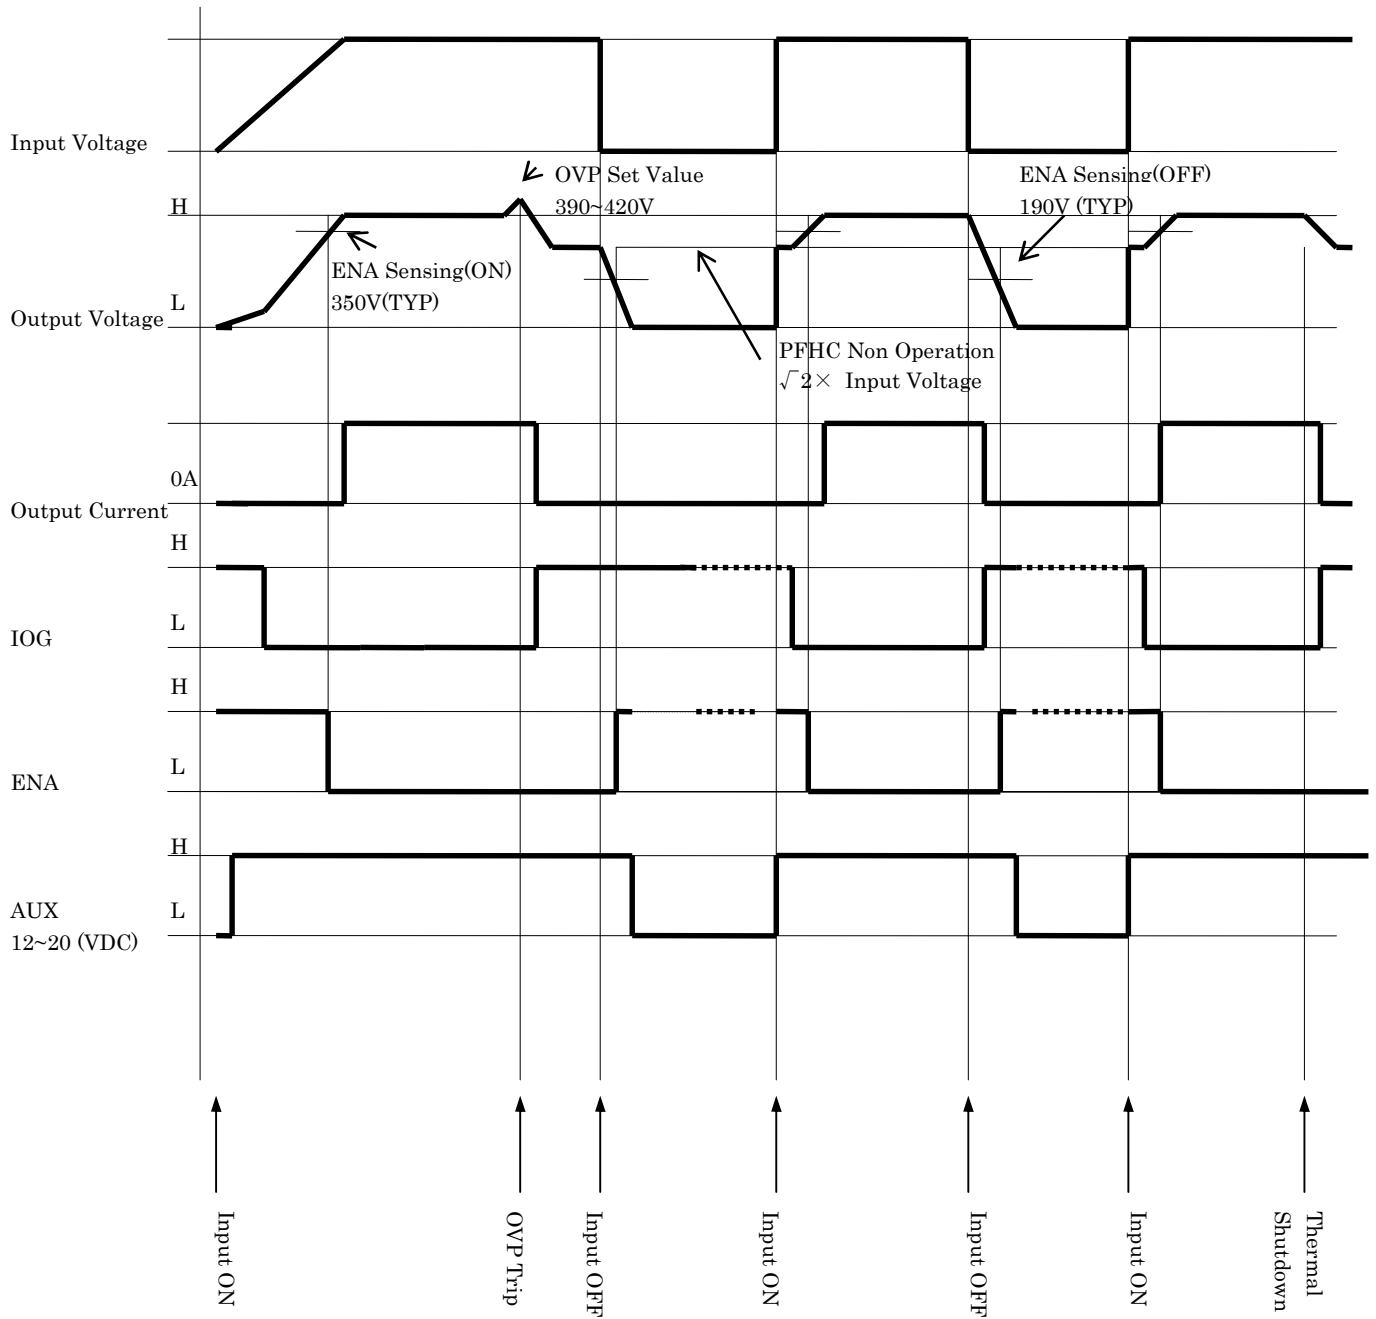 Input Voltage
OVP Set Value
390~420V
ENA Sensing(OFF)
190V (TYP)
H
ENA Sensing(ON)
350V(TYP)
L
Output Voltage
PFHC Non Operation
√2× Input Voltage
0A
Output Current
H
L
IOG
H
L
ENA
H
L
AUX
12~20 (VDC)
Input ON
OVP Trip
Input OFF
Input ON
Input OFF
Input ON
Thermal
Shutdown